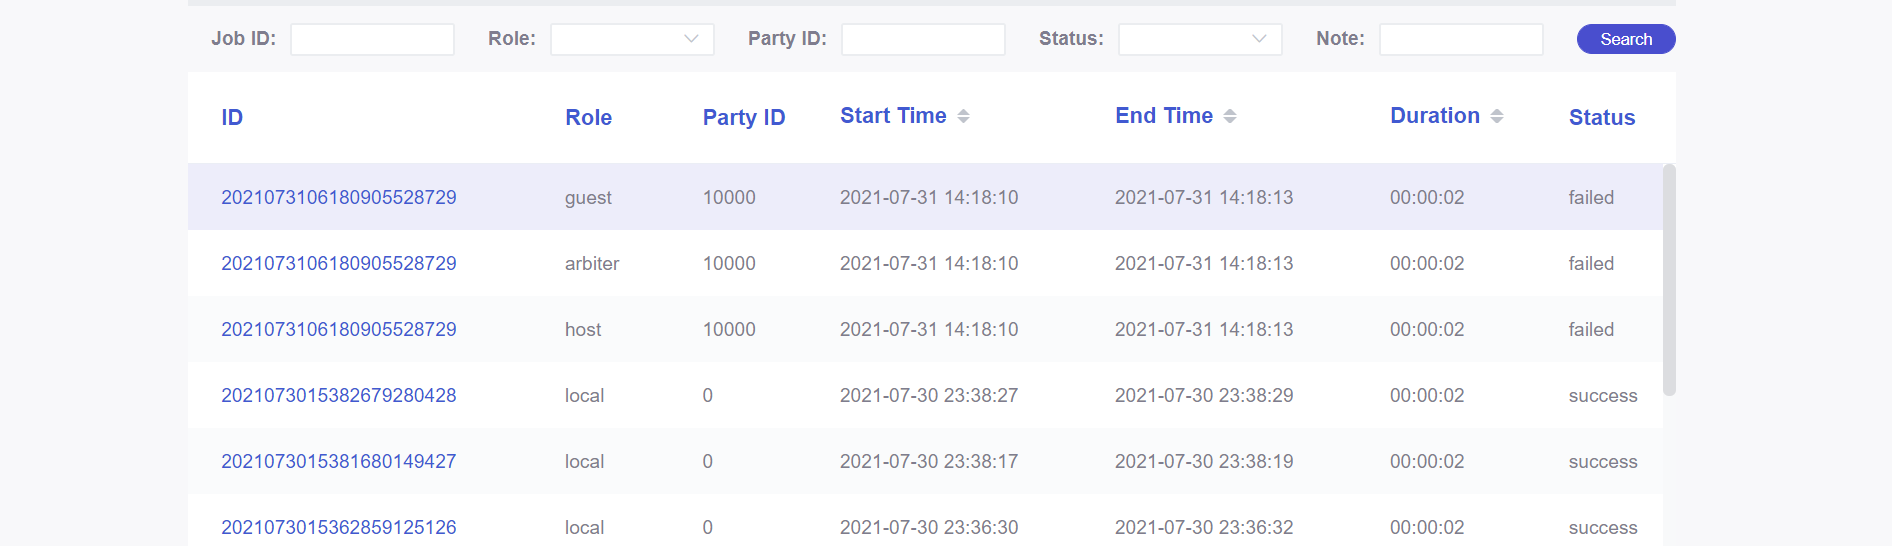 Job ID: Role: Party ID: Status: Note: Search
ID Role Party ID Start Time End Time Duration Status
2021073106180905528729 guest 10000 2021-07-31 14:18:10 2021-07-31 14:18:13 00:00:02 failed
2021073106180905528729 arbiter 10000 2021-07-31 14:18:10 2021-07-31 14:18:13 00:00:02 failed
2021073106180905528729 host 10000 2021-07-31 14:18:10 2021-07-31 14:18:13 00:00:02 failed
2021073015382679280428 local 0 2021-07-30 23:38:27 2021-07-30 23:38:29 00:00:02 success
2021073015381680149427 local 0 2021-07-30 23:38:17 2021-07-30 23:38:19 00:00:02 success
2021073015362859125126 local 0 2021-07-30 23:36:30 2021-07-30 23:36:32 00:00:02 success